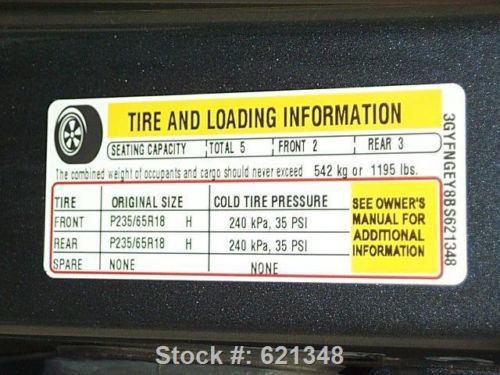 TIRE AND LOADING INFORMATION
SEATING CAPACITY TOTAL 5 FRONT 2 REAR 3
The combined weight of occupants and cargo should never exceed 542 kg or 1195 lbs.
TIRE ORIGINAL SIZE COLD TIRE PRESSURE
FRONT P235/65R18 H 240 kPa, 35 PSI
REAR P235/65R18 H 240 kPa, 35 PSI
SPARE NONE NONE
SEE OWNER'S
MANUAL FOR
ADDITIONAL
INFORMATION
3GYFNGEY8BS621348
Stock #: 621348